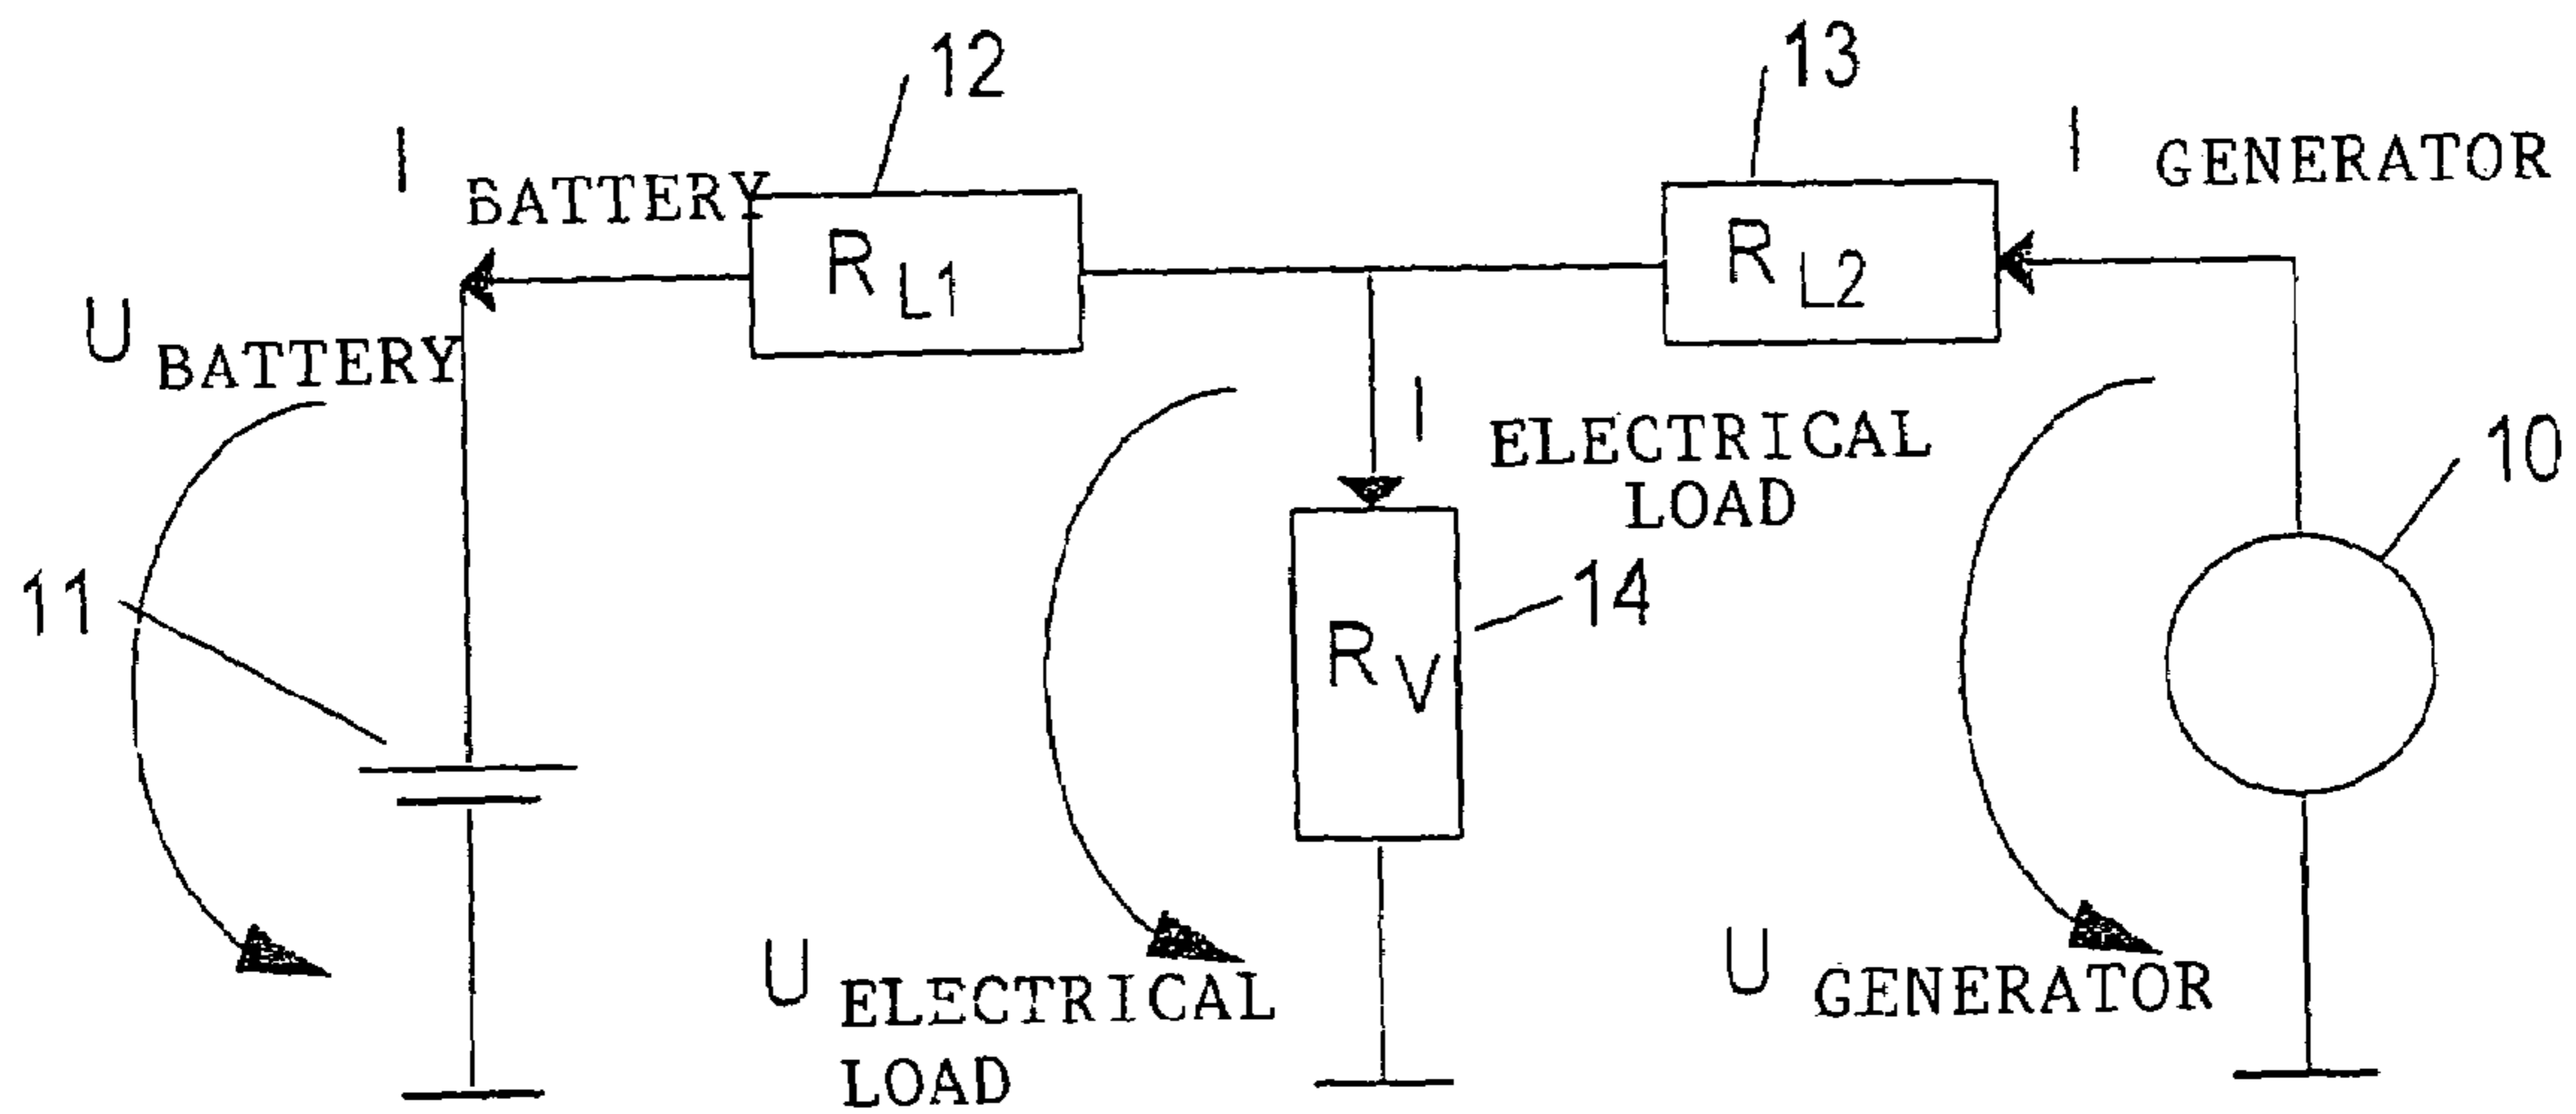 12
13
I BATTERY
I GENERATOR
R L1
R L2
U BATTERY
I ELECTRICAL
LOAD
10
11
14
R V
U ELECTRICAL
LOAD
U GENERATOR